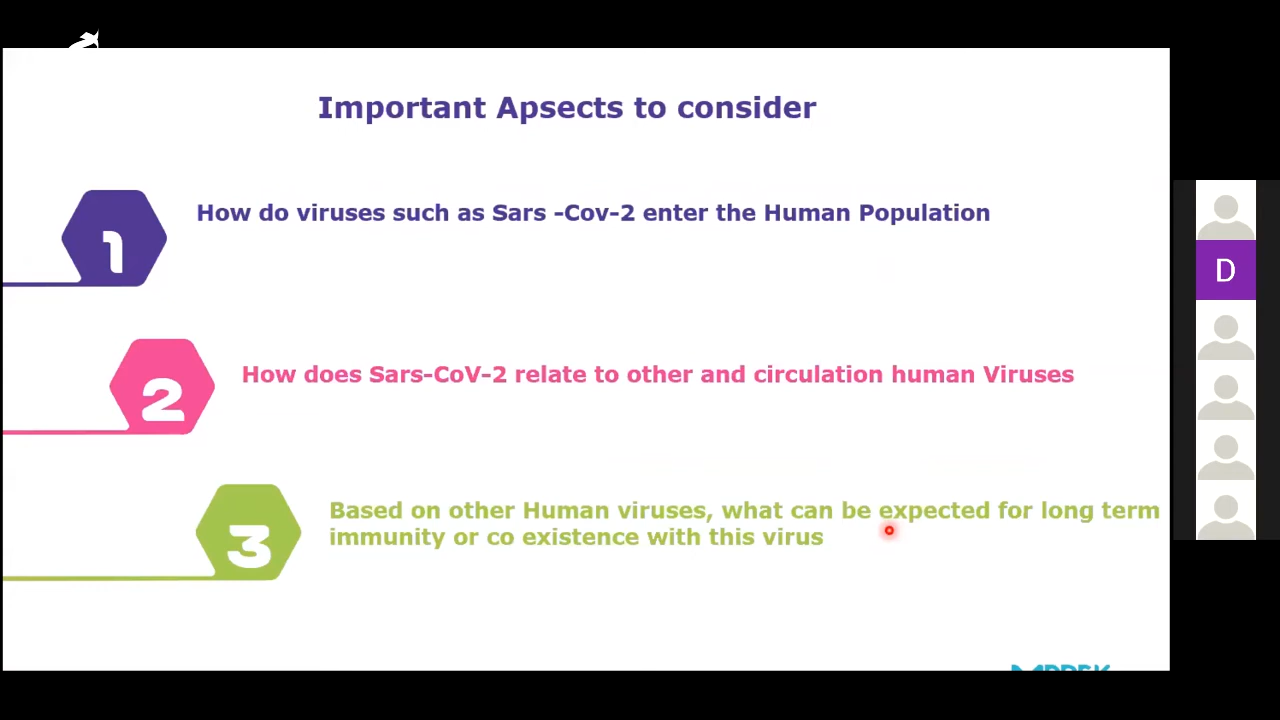 Important Apsects to consider
1
How do viruses such as Sars -Cov-2 enter the Human Population
D
2
How does Sars-CoV-2 relate to other and circulation human Viruses
3
Based on other Human viruses, what can be expected for long term
immunity or co existence with this virus